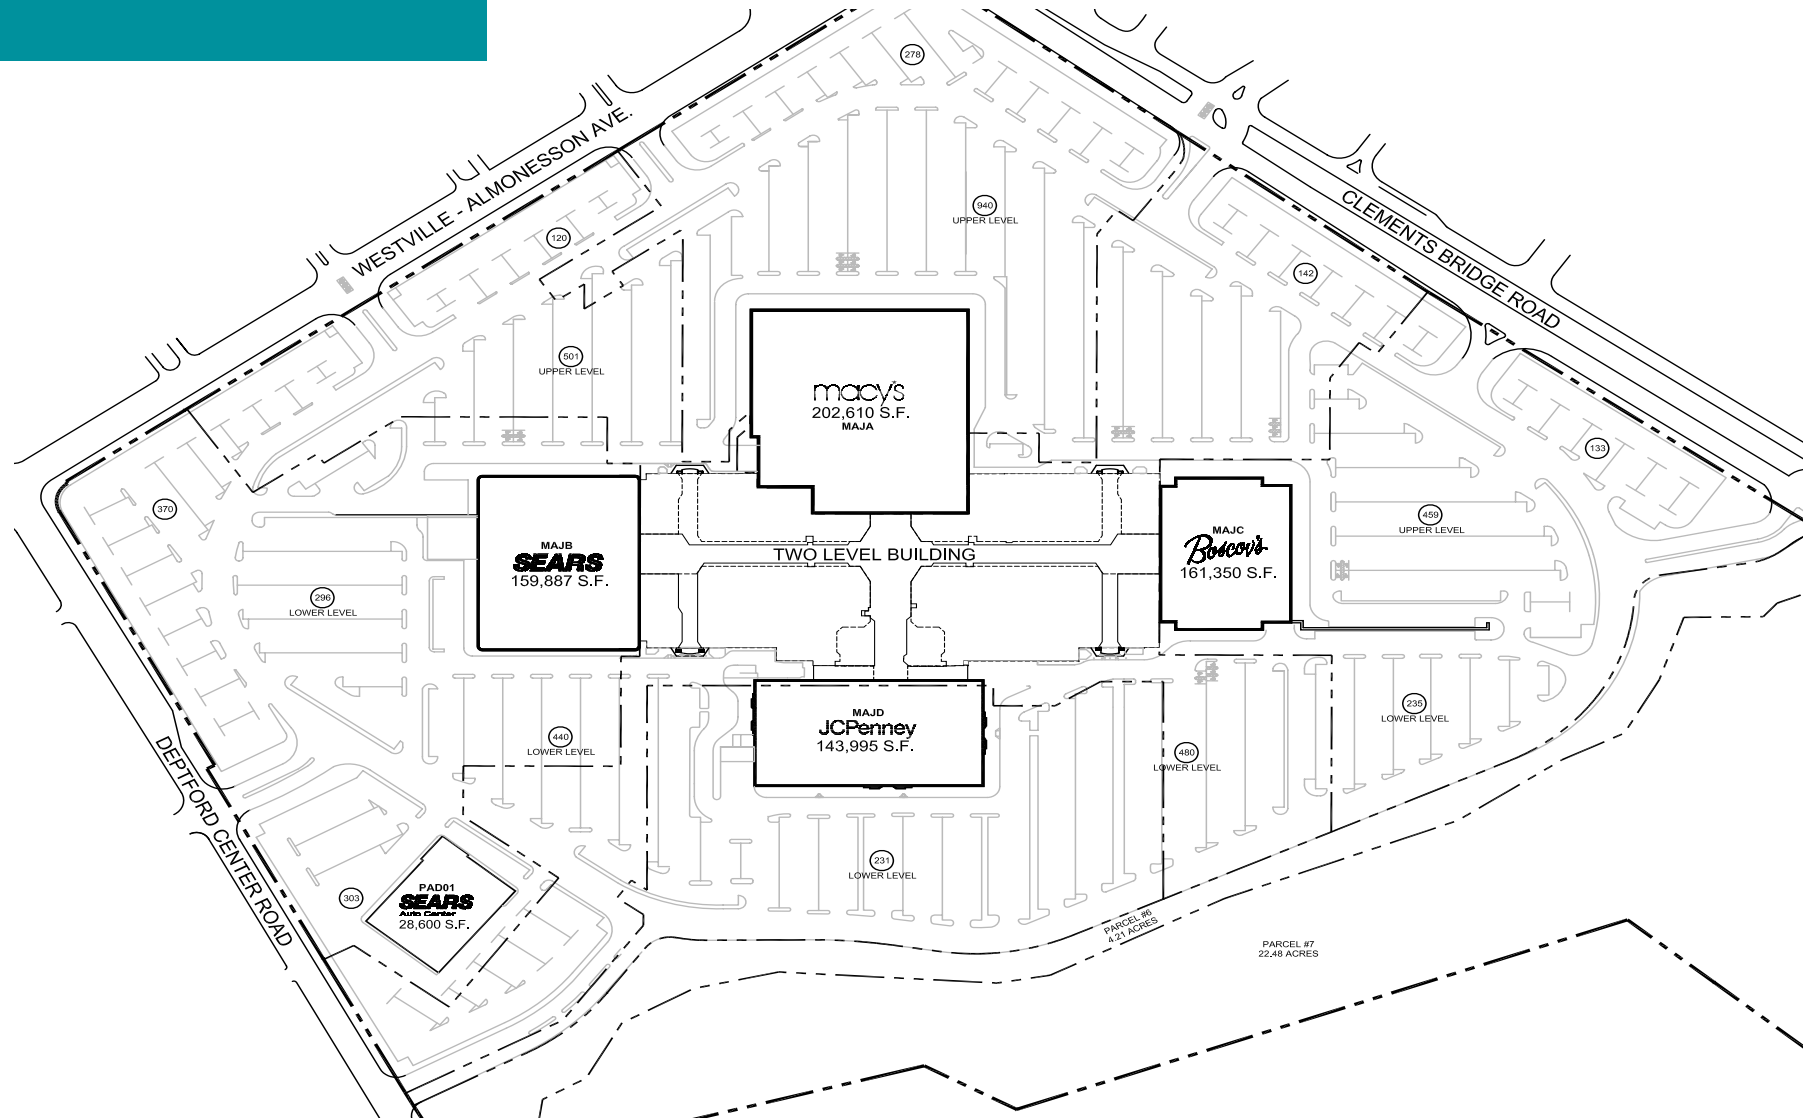 278
WESTVILLE - ALMONESSON AVE.
CLEMENTS BRIDGE ROAD
940
UPPER LEVEL
120
142
501
UPPER LEVEL
macy's
202,610 S.F.
MAJA
133
370
459
UPPER LEVEL
MAJB
SEARS
159,887 S.F.
TWO LEVEL BUILDING
MAJC
Boscov's
161,350 S.F.
296
LOWER LEVEL
MAJD
JCPenney
143,995 S.F.
235
LOWER LEVEL
440
LOWER LEVEL
480
LOWER LEVEL
DEPTFORD CENTER ROAD
231
LOWER LEVEL
303
PAD01
SEARS
Auto Center
28,600 S.F.
PARCEL #6
4.21 ACRES
PARCEL #7
22.48 ACRES